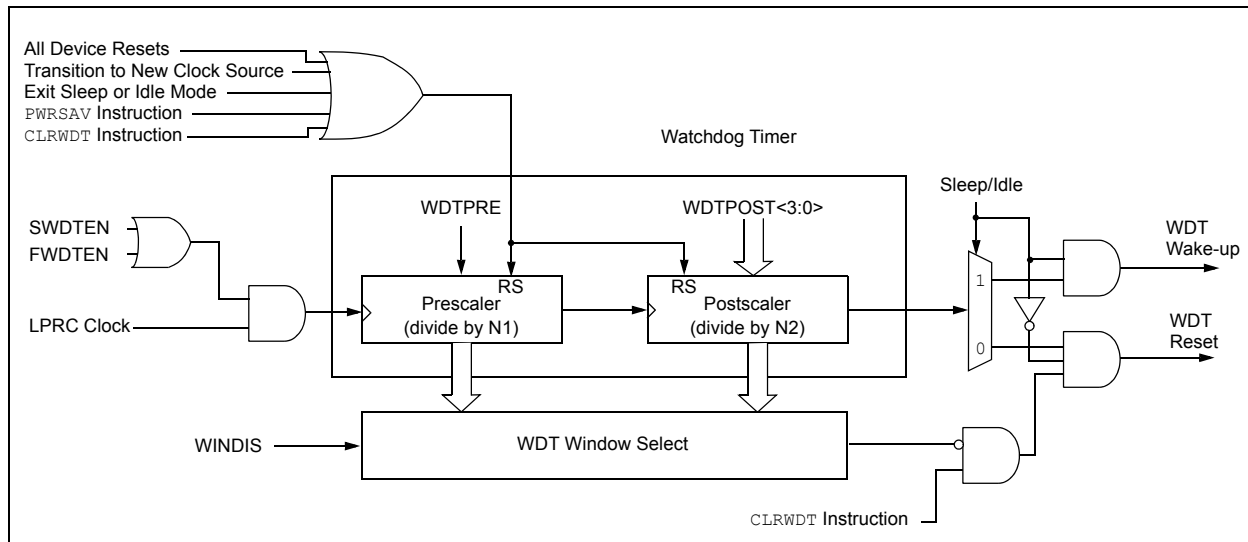 All Device Resets
Transition to New Clock Source
Exit Sleep or Idle Mode
PWRSAV Instruction
CLRWDT Instruction
Watchdog Timer
Sleep/Idle
WDTPRE
WDTPOST<3:0>
SWDTEN
FWDTEN
WDT
Wake-up
RS
RS
1
Prescaler
(divide by N1)
Postscaler
(divide by N2)
LPRC Clock
0
WDT
Reset
WINDIS
WDT Window Select
CLRWDT Instruction